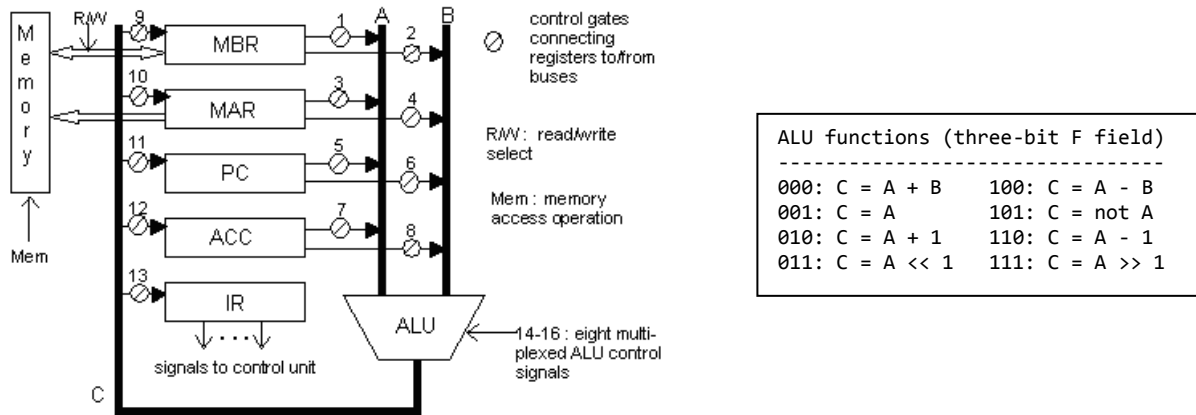 R/W
9
1
A
B
control gates
connecting
registers to/from
buses
Memory
MBR
2
10
3
MAR
4
R/W : read/write
select
11
5
PC
6
Mem : memory
access operation
12
7
ACC
8
Mem
13
IR
ALU
14-16 : eight multi-
plexed ALU control
signals
· · ·
signals to control unit
C
ALU functions (three-bit F field)
---------------------------------
000: C = A + B 100: C = A - B
001: C = A 101: C = not A
010: C = A + 1 110: C = A - 1
011: C = A << 1 111: C = A >> 1